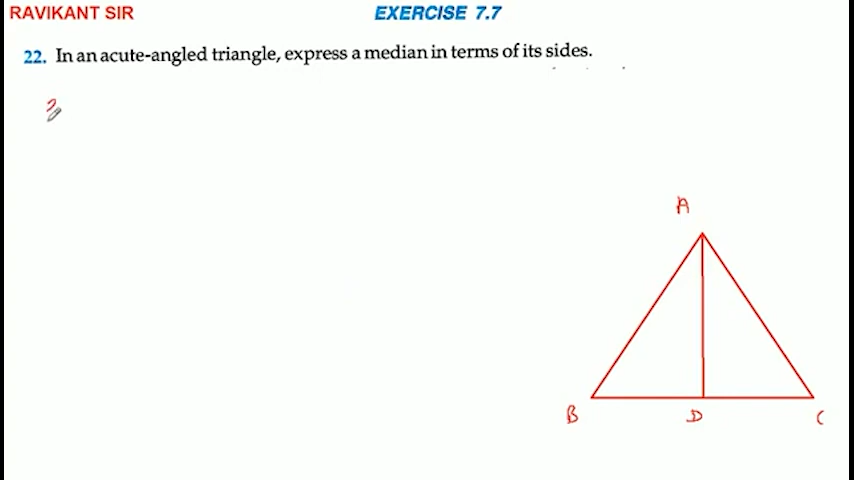 RAVIKANT SIR
EXERCISE 7.7
22. In an acute-angled triangle, express a median in terms of its sides.
A
B
D
C